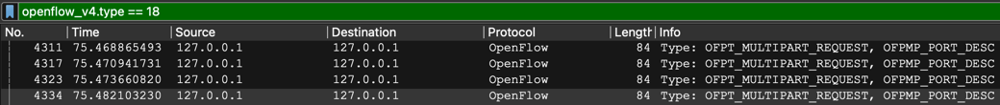 openflow_v4.type == 18
No. Time Source Destination Protocol Length Info
4311 75.468865493 127.0.0.1 127.0.0.1 OpenFlow 84 Type: OFPT_MULTIPART_REQUEST, OFPMP_PORT_DESC
4317 75.470941731 127.0.0.1 127.0.0.1 OpenFlow 84 Type: OFPT_MULTIPART_REQUEST, OFPMP_PORT_DESC
4323 75.473660820 127.0.0.1 127.0.0.1 OpenFlow 84 Type: OFPT_MULTIPART_REQUEST, OFPMP_PORT_DESC
4334 75.482103230 127.0.0.1 127.0.0.1 OpenFlow 84 Type: OFPT_MULTIPART_REQUEST, OFPMP_PORT_DESC